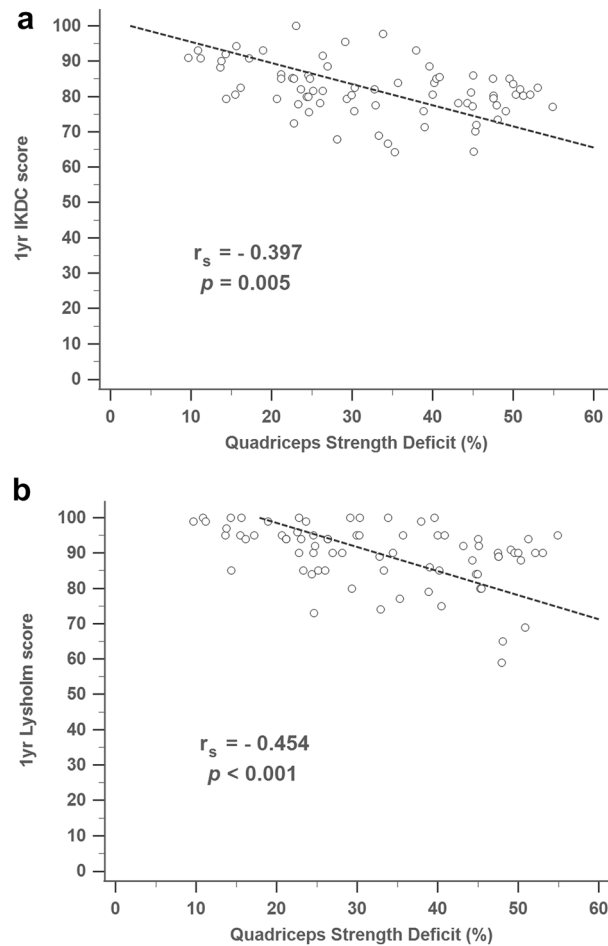 a
100
90
80
70
60
50
40
30
20
10
0
1yr IKDC score
rs = - 0.397
p = 0.005
0 10 20 30 40 50 60
Quadriceps Strength Deficit (%)
b
100
90
80
70
60
50
40
30
20
10
0
1yr Lysholm score
rs = - 0.454
p < 0.001
0 10 20 30 40 50 60
Quadriceps Strength Deficit (%)